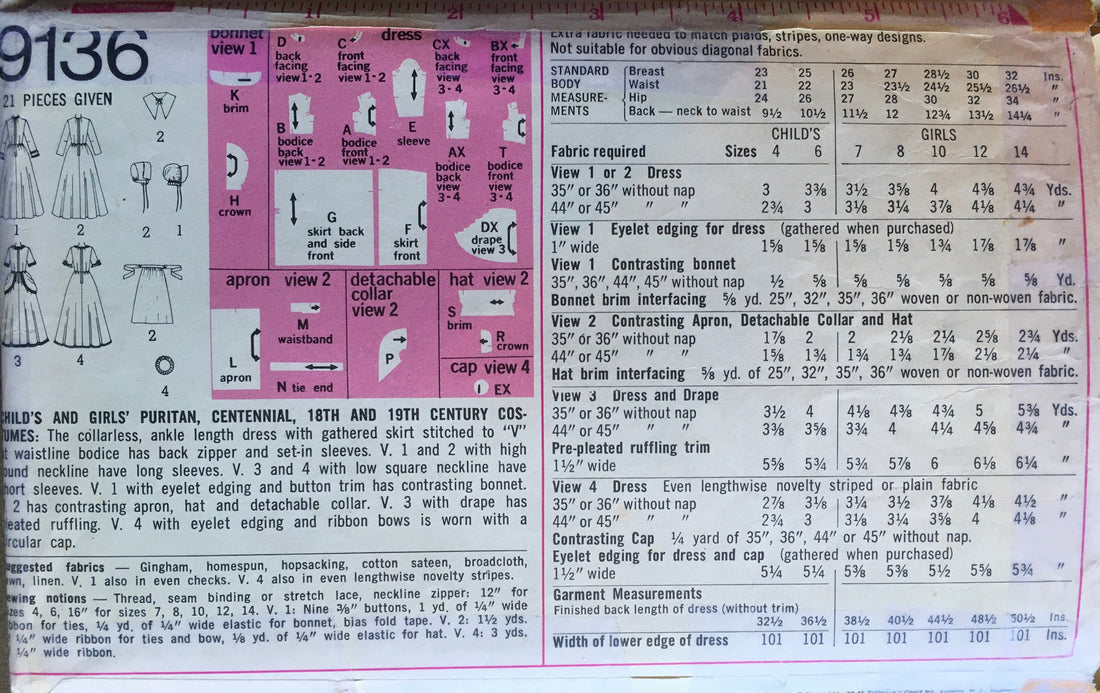 1 2 3 4 5 6
9136
21 PIECES GIVEN
2
1 2 2 1
3 4 2
4
bonnet
view 1
K
brim
H
crown
dress
D
back
facing
view 1-2
C
front
facing
view 1-2
CX
back
facing
view
3-4
BX
front
facing
view
3-4
B
bodice
back
view 1-2
A
bodice
front
view 1-2
E
sleeve
AX
bodice
back
view
3-4
T
bodice
front
view
3-4
G
skirt back
and side
front
F
skirt
front
DX
drape
view 3
apron view 2
L
apron
M
waistband
N tie end
detachable
collar
view 2
P
hat view 2
S
brim
R
crown
cap view 4
EX
CHILD'S AND GIRLS' PURITAN, CENTENNIAL, 18TH AND 19TH CENTURY COS-
TUMES: The collarless, ankle length dress with gathered skirt stitched to "V"
waistline bodice has back zipper and set-in sleeves. V. 1 and 2 with high
round neckline have long sleeves. V. 3 and 4 with low square neckline have
short sleeves. V. 1 with eyelet edging and button trim has contrasting bonnet.
2 has contrasting apron, hat and detachable collar. V. 3 with drape has
pleated ruffling. V. 4 with eyelet edging and ribbon bows is worn with a
circular cap.
Suggested fabrics — Gingham, homespun, hopsacking, cotton sateen, broadcloth,
lawn, linen. V. 1 also in even checks. V. 4 also in even lengthwise novelty stripes.
Sewing notions — Thread, seam binding or stretch lace, neckline zipper: 12" for
sizes 4, 6, 16" for sizes 7, 8, 10, 12, 14. V. 1: Nine ⅜" buttons, 1 yd. of ¼" wide
ribbon for ties, ¼ yd. of ¼" wide elastic for bonnet, bias fold tape. V. 2: 1½ yds.
¼" wide ribbon for ties and bow, ⅛ yd. of ¼" wide elastic for hat. V. 4: 3 yds.
¼" wide ribbon.
Extra fabric needed to match plaids, stripes, one-way designs.
Not suitable for obvious diagonal fabrics.
STANDARD Breast 23 25 26 27 28½ 30 32 Ins.
BODY Waist 21 22 23 23½ 24½ 25½ 26½ "
MEASURE- Hip 24 26 27 28 30 32 34 "
MENTS Back — neck to waist 9½ 10½ 11½ 12 12¾ 13½ 14¼ "
CHILD'S GIRLS
Fabric required Sizes 4 6 7 8 10 12 14
View 1 or 2 Dress
35" or 36" without nap 3 3⅜ 3½ 3⅝ 4 4⅜ 4¾ Yds.
44" or 45" " " 2¾ 3 3⅛ 3¼ 3⅞ 4⅛ 4¼ "
View 1 Eyelet edging for dress (gathered when purchased)
1" wide 1⅝ 1⅝ 1⅝ 1⅝ 1¾ 1⅞ 1⅞ "
View 1 Contrasting bonnet
35", 36", 44", 45" without nap ½ ⅝ ⅝ ⅝ ⅝ ⅝ ⅝ Yd.
Bonnet brim interfacing ⅝ yd. 25", 32", 35", 36" woven or non-woven fabric.
View 2 Contrasting Apron, Detachable Collar and Hat
35" or 36" without nap 1⅞ 2 2 2⅛ 2¼ 2⅝ 2¾ Yds.
44" or 45" " " 1⅝ 1¾ 1¾ 1¾ 1⅞ 2⅛ 2¼ "
Hat brim interfacing ⅝ yd. of 25", 32", 35", 36" woven or non-woven fabric.
View 3 Dress and Drape
35" or 36" without nap 3½ 4 4⅛ 4⅜ 4¾ 5 5⅜ Yds.
44" or 45" " " 3⅜ 3⅝ 3¾ 4 4¼ 4⅝ 4¾ "
Pre-pleated ruffling trim
1½" wide 5⅝ 5¾ 5¾ 5⅞ 6 6⅛ 6¼ "
View 4 Dress Even lengthwise novelty striped or plain fabric
35" or 36" without nap 2⅞ 3⅛ 3¼ 3½ 3⅞ 4⅛ 4½ "
44" or 45" " " 2¾ 3 3⅛ 3¼ 3⅝ 4 4⅛ "
Contrasting Cap ¼ yard of 35", 36", 44" or 45" without nap.
Eyelet edging for dress and cap (gathered when purchased)
1½" wide 5¼ 5¼ 5⅜ 5⅜ 5½ 5⅝ 5¾ "
Garment Measurements
Finished back length of dress (without trim)
32½ 36½ 38½ 40½ 44½ 48½ 50½ Ins.
Width of lower edge of dress 101 101 101 101 101 101 101 Ins.